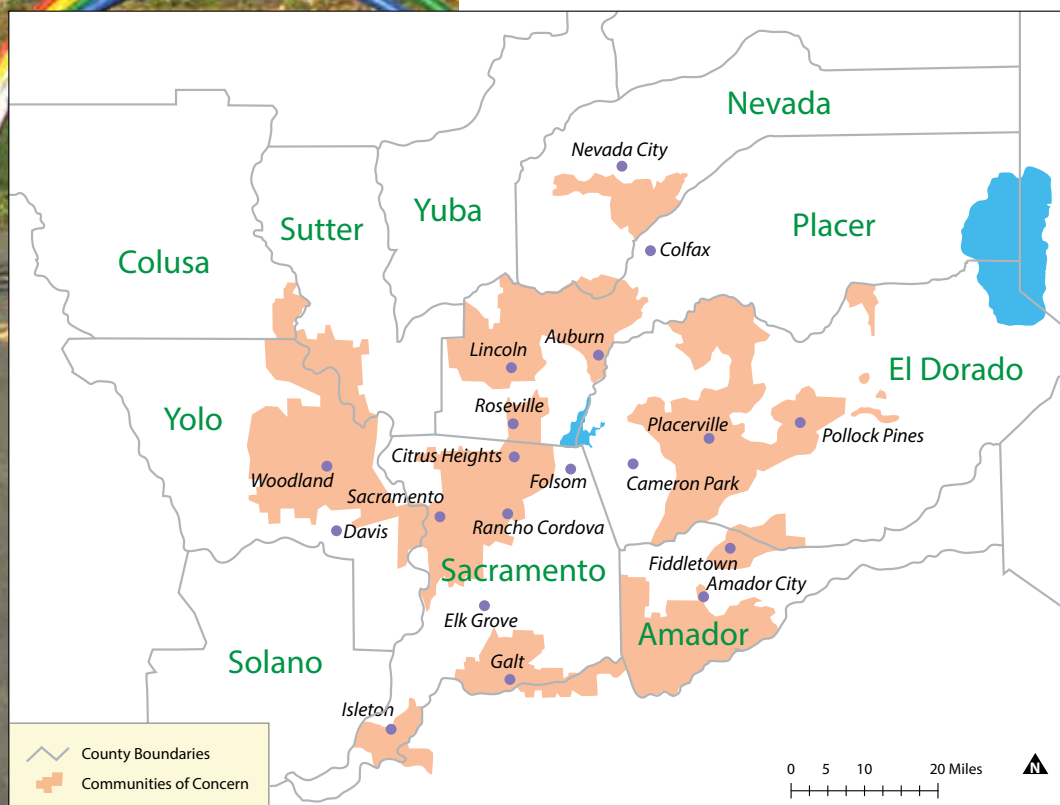 Nevada
Nevada City
Yuba
Sutter
Placer
Colfax
Colusa
Auburn
Lincoln
El Dorado
Roseville
Yolo
Placerville
Pollock Pines
Citrus Heights
Woodland
Folsom
Cameron Park
Sacramento
Rancho Cordova
Davis
Fiddletown
Sacramento
Amador City
Elk Grove
Amador
Solano
Galt
Isleton
County Boundaries
Communities of Concern
0 5 10 20 Miles
N